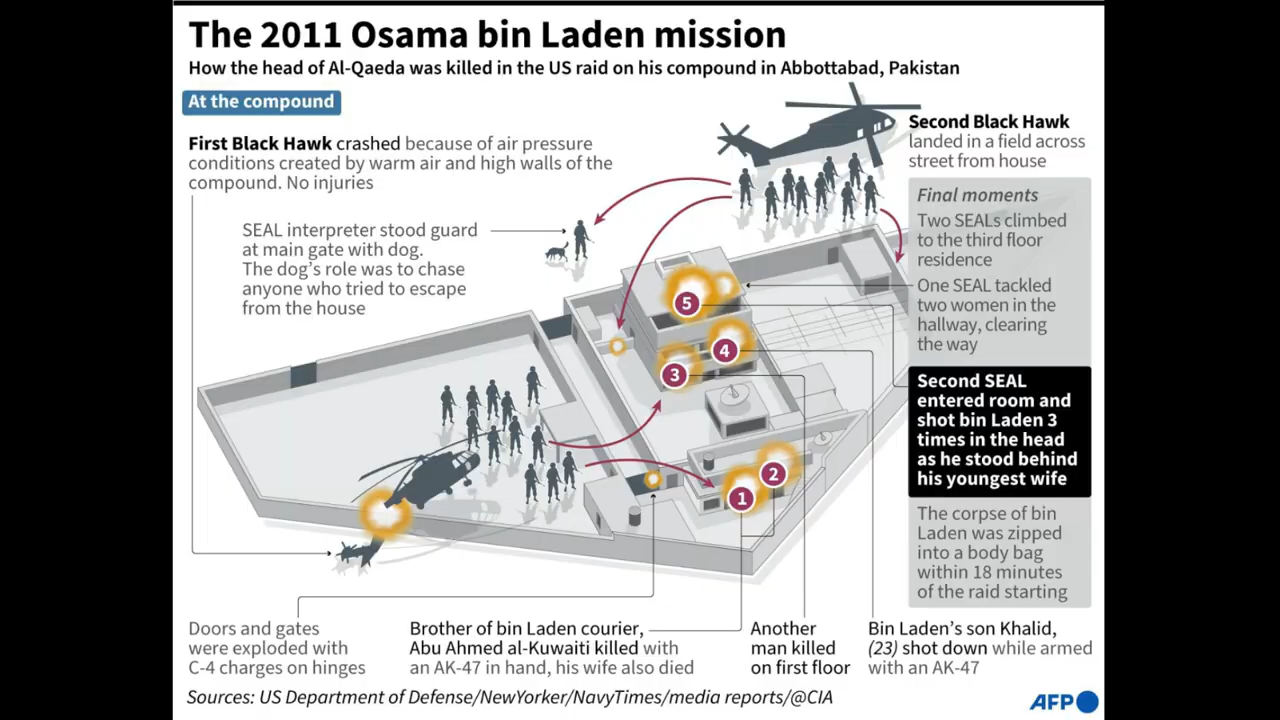 The 2011 Osama bin Laden mission
How the head of Al-Qaeda was killed in the US raid on his compound in Abbottabad, Pakistan
At the compound
First Black Hawk crashed because of air pressure
conditions created by warm air and high walls of the
compound. No injuries
Second Black Hawk
landed in a field across
street from house
SEAL interpreter stood guard
at main gate with dog.
The dog's role was to chase
anyone who tried to escape
from the house
Final moments
Two SEALs climbed
to the third floor
residence
One SEAL tackled
two women in the
hallway, clearing
the way
Second SEAL
entered room and
shot bin Laden 3
times in the head
as he stood behind
his youngest wife
The corpse of bin
Laden was zipped
into a body bag
within 18 minutes
of the raid starting
5
4
3
2
1
Doors and gates
were exploded with
C-4 charges on hinges
Brother of bin Laden courier,
Abu Ahmed al-Kuwaiti killed with
an AK-47 in hand, his wife also died
Another
man killed
on first floor
Bin Laden's son Khalid,
(23) shot down while armed
with an AK-47
Sources: US Department of Defense/NewYorker/NavyTimes/media reports/@CIA
AFP